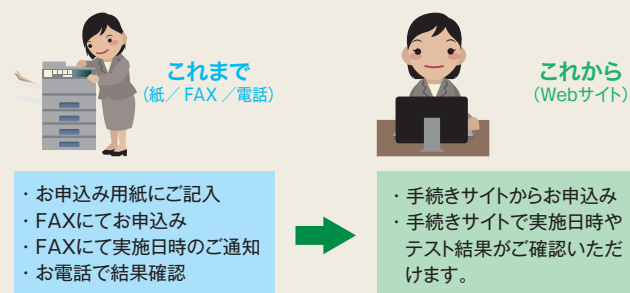 これまで
(紙／FAX／電話)
・お申込み用紙にご記入
・FAXにてお申込み
・FAXにて実施日時のご通知
・お電話で結果確認
これから
(Webサイト)
・手続きサイトからお申込み
・手続きサイトで実施日時や
テスト結果がご確認いただ
けます。